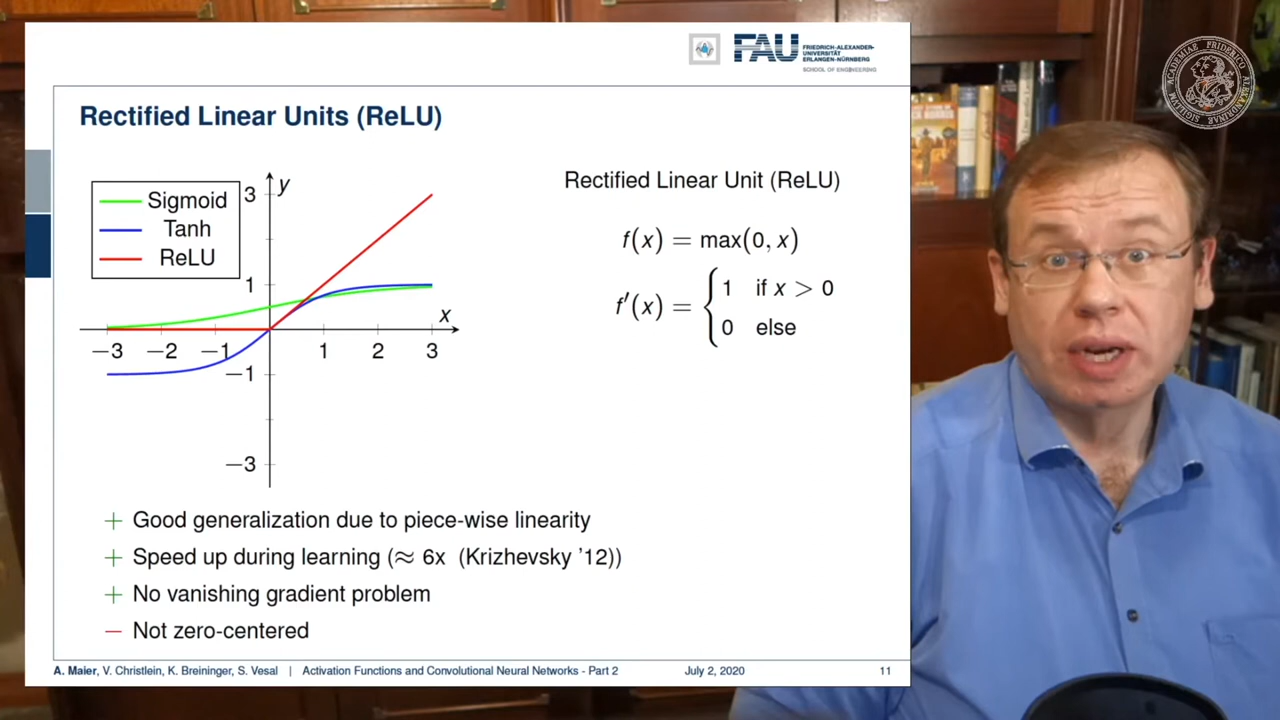 FAU
FRIEDRICH-ALEXANDER-
UNIVERSITÄT
ERLANGEN-NÜRNBERG
SCHOOL OF ENGINEERING
Rectified Linear Units (ReLU)
Sigmoid
Tanh
ReLU
y
3
1
x
−3 −2 −1 1 2 3
−1
−3
Rectified Linear Unit (ReLU)
f(x) = max(0, x)
f′(x) = { 1 if x > 0
0 else
+ Good generalization due to piece-wise linearity
+ Speed up during learning (≈ 6x (Krizhevsky '12))
+ No vanishing gradient problem
− Not zero-centered
A. Maier, V. Christlein, K. Breininger, S. Vesal | Activation Functions and Convolutional Neural Networks - Part 2 July 2, 2020 11